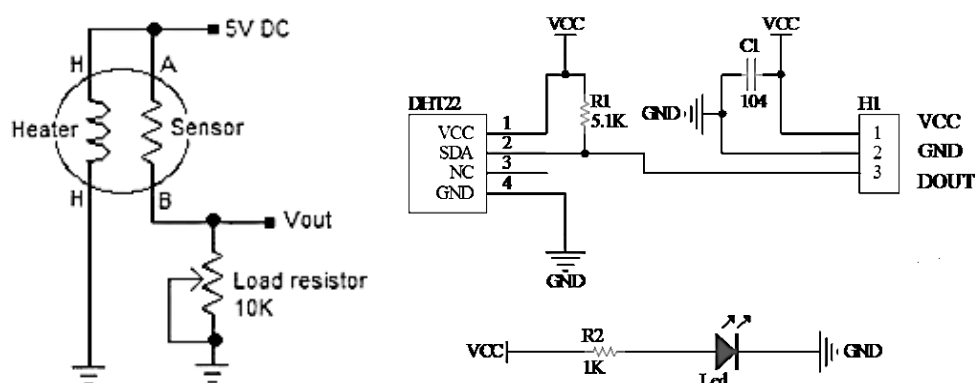 5V DC
H
A
Heater
Sensor
H
B
Vout
Load resistor
10K
VCC
VCC
C1
104
GND
R1
5.1K
DHT22
VCC
1
SDA
2
NC
3
GND
4
GND
H1
1
VCC
2
GND
3
DOUT
VCC
R2
1K
Led
GND